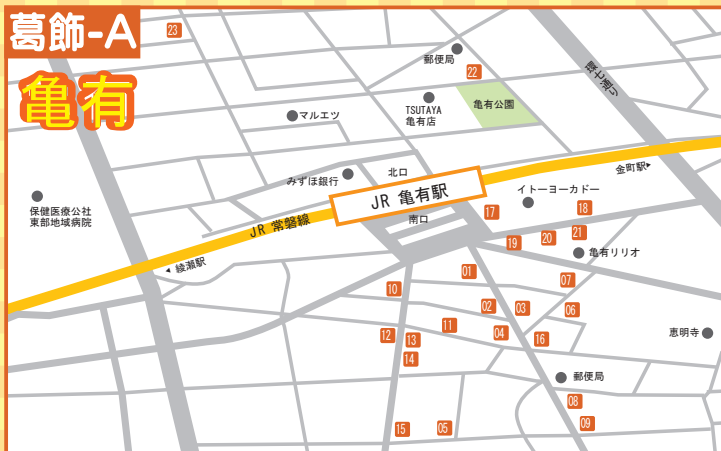 葛飾-A
亀有
23
郵便局
22
環七通り
TSUTAYA
亀有店
亀有公園
マルエツ
みずほ銀行
北口
JR 亀有駅
南口
金町駅▸
イトーヨーカドー
保健医療公社
東部地域病院
JR 常磐線
◂ 綾瀬駅
17
18
19
20
21
亀有リリオ
01
07
10
02
03
06
11
04
12
13
16
恵明寺
14
郵便局
08
15
05
09